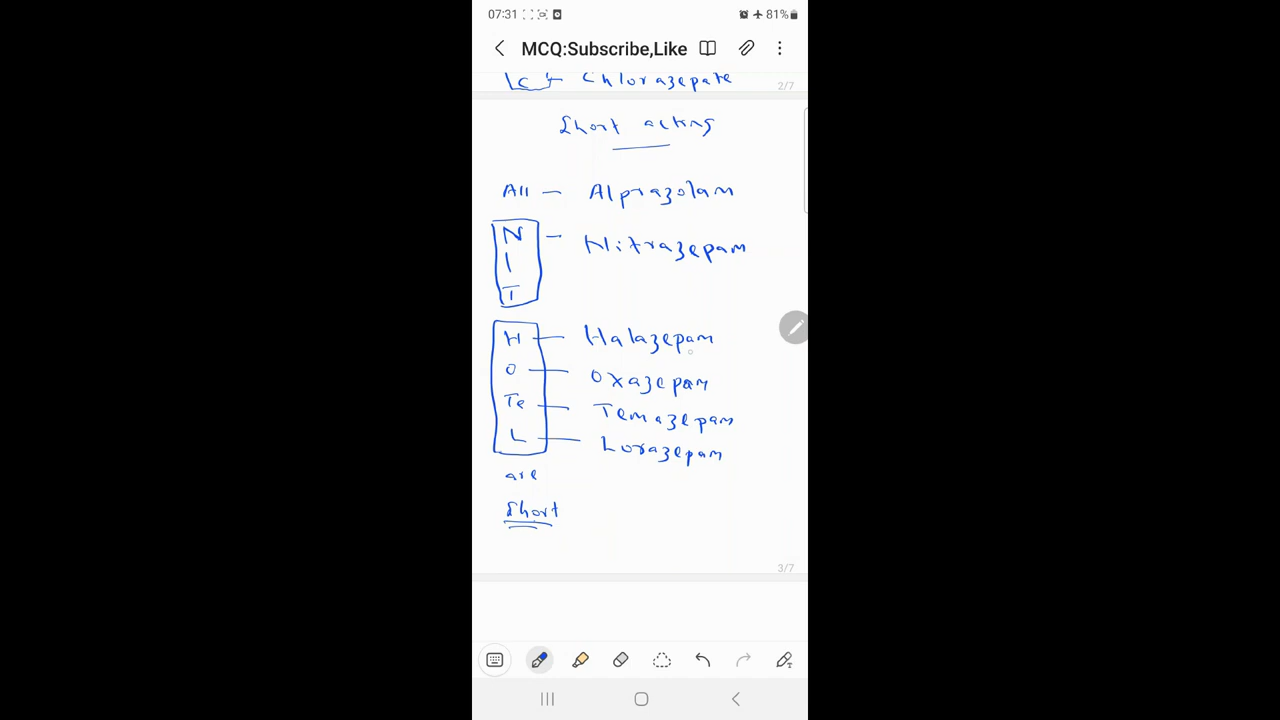 07:31 81%
MCQ:Subscribe,Like
C Chlorazepate
2/7
Short acting
All - Alprazolam
N - Nitrazepam
I
T
H - Halazepam
O - Oxazepam
Te - Temazepam
L - Lorazepam
are
Short
3/7